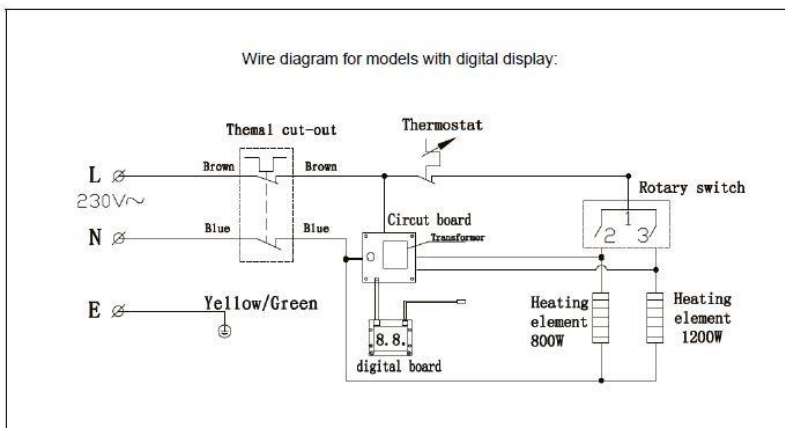 Wire diagram for models with digital display:
Themal cut-out
Thermostat
L
Brown
Brown
230V~
Rotary switch
1
2
3
N
Blue
Blue
Circut board
Transformer
E
Yellow/Green
Heating
element
800W
Heating
element
1200W
8.8.
digital board